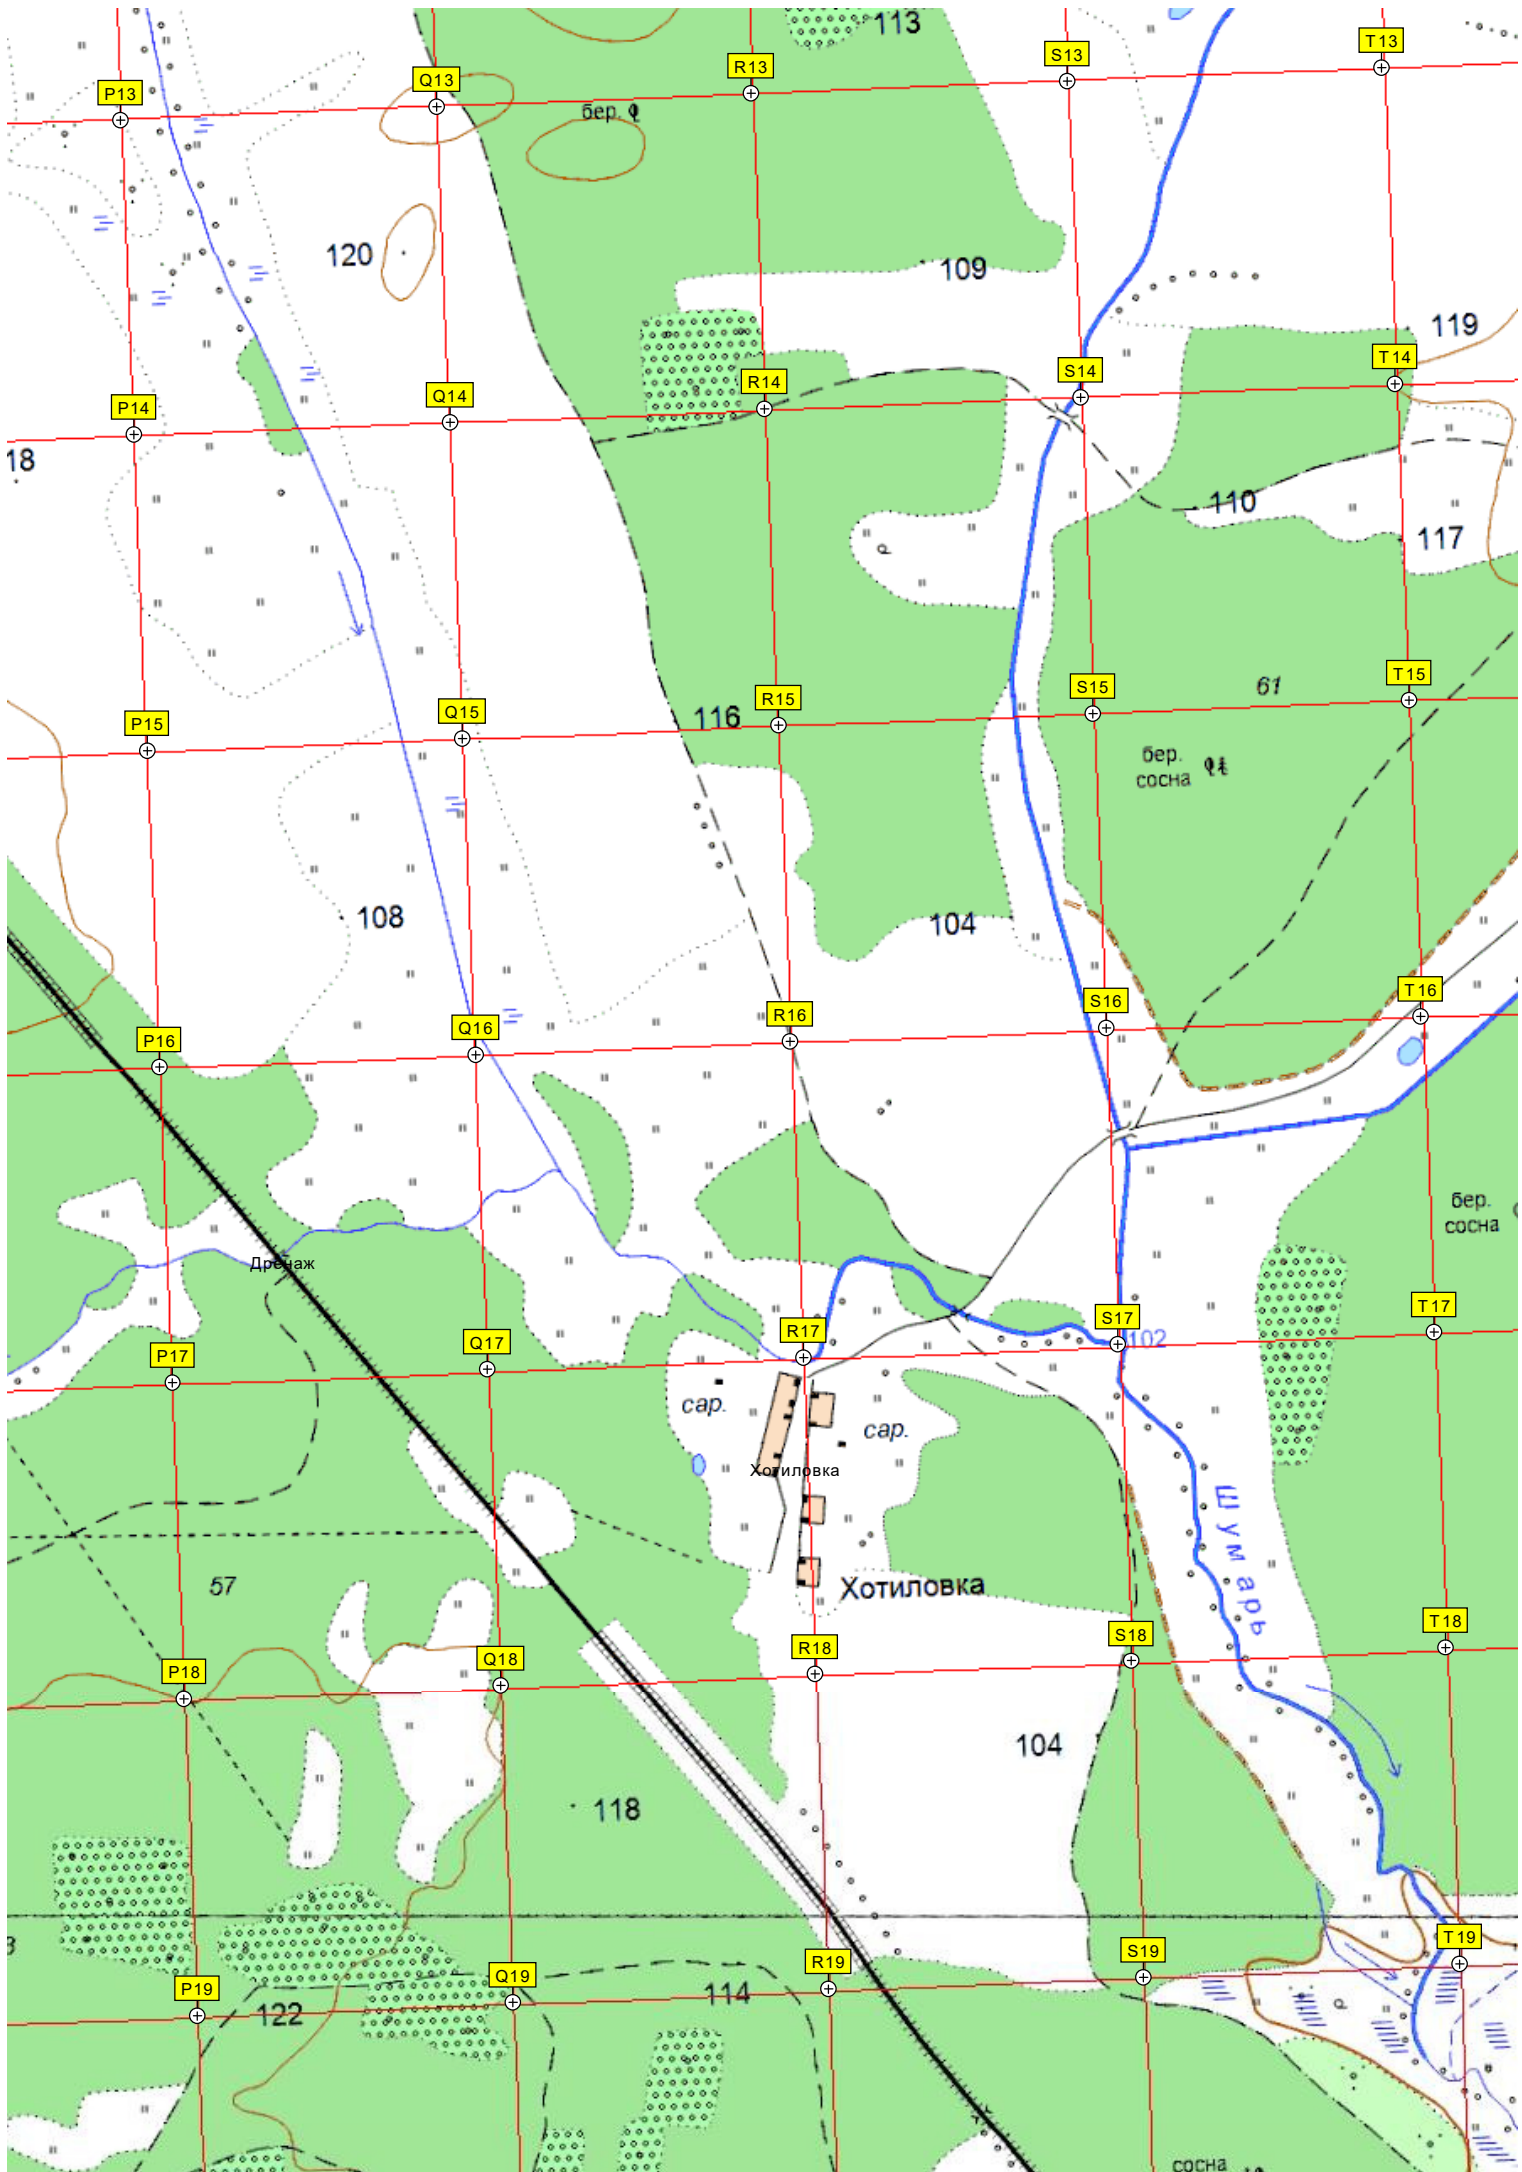 113
S13
T13
R13
Q13
P13
бер.
120
109
119
T14
S14
R14
Q14
P14
18
110
117
T15
S15
61
R15
Q15
116
P15
бер.
сосна
108
104
T16
S16
R16
Q16
P16
бер.
сосна
Дренаж
T17
S17
102
R17
Q17
P17
сар.
сар.
Хотиловка
Шумарь
57
Хотиловка
T18
S18
R18
Q18
P18
104
118
T19
S19
R19
Q19
P19
114
122
сосна